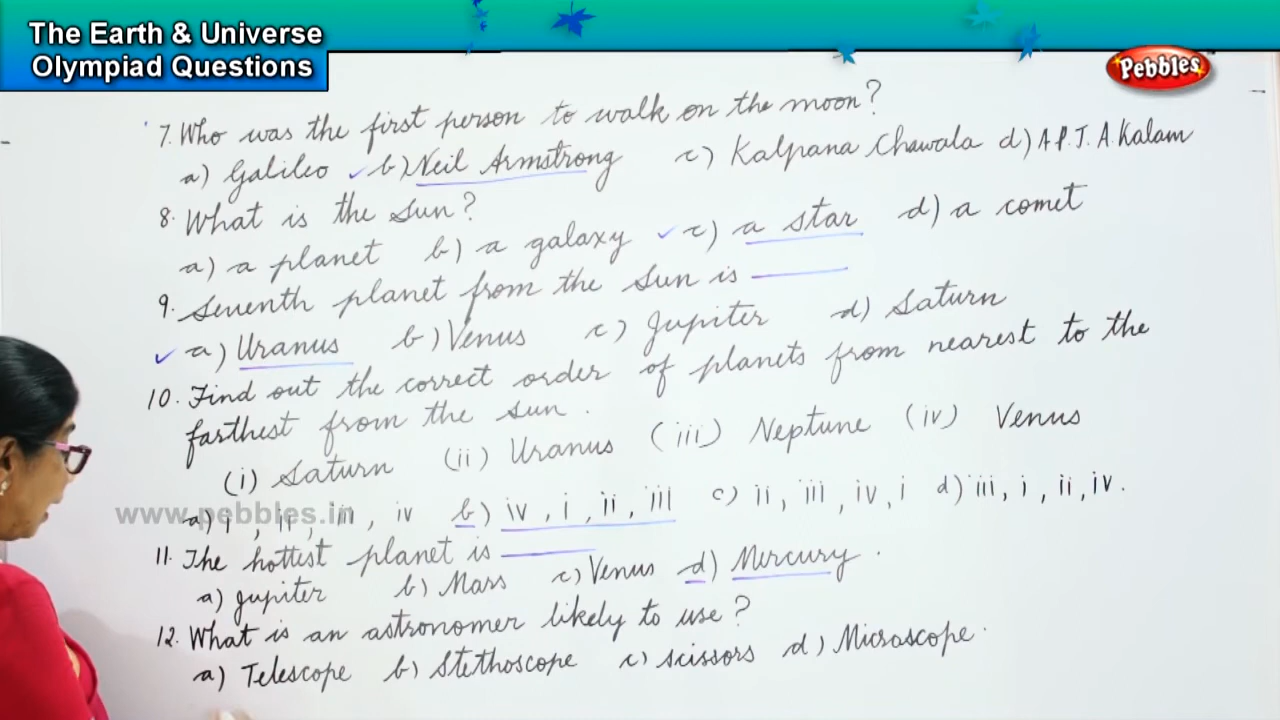 The Earth & Universe
Olympiad Questions
Pebbles
7. Who was the first person to walk on the moon?
a) Galileo b) Neil Armstrong c) Kalpana Chawala d) A.P.J. A. Kalam
8. What is the Sun?
a) a planet b) a galaxy c) a star d) a comet
9. Seventh planet from the Sun is
a) Uranus b) Venus c) Jupiter d) Saturn
10. Find out the correct order of planets from nearest to the
farthest from the sun.
(i) Saturn (ii) Uranus (iii) Neptune (iv) Venus
www.pebbles.in
a) i, ii, iii, iv b) iv, i, ii, iii c) ii, iii, iv, i d) iii, i, ii, iv.
11. The hottest planet is
a) Jupiter b) Mars c) Venus d) Mercury.
12. What is an astronomer likely to use?
a) Telescope b) Stethoscope c) scissors d) Microscope.